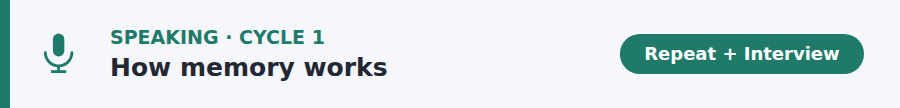 SPEAKING · CYCLE 1
How memory works
Repeat + Interview